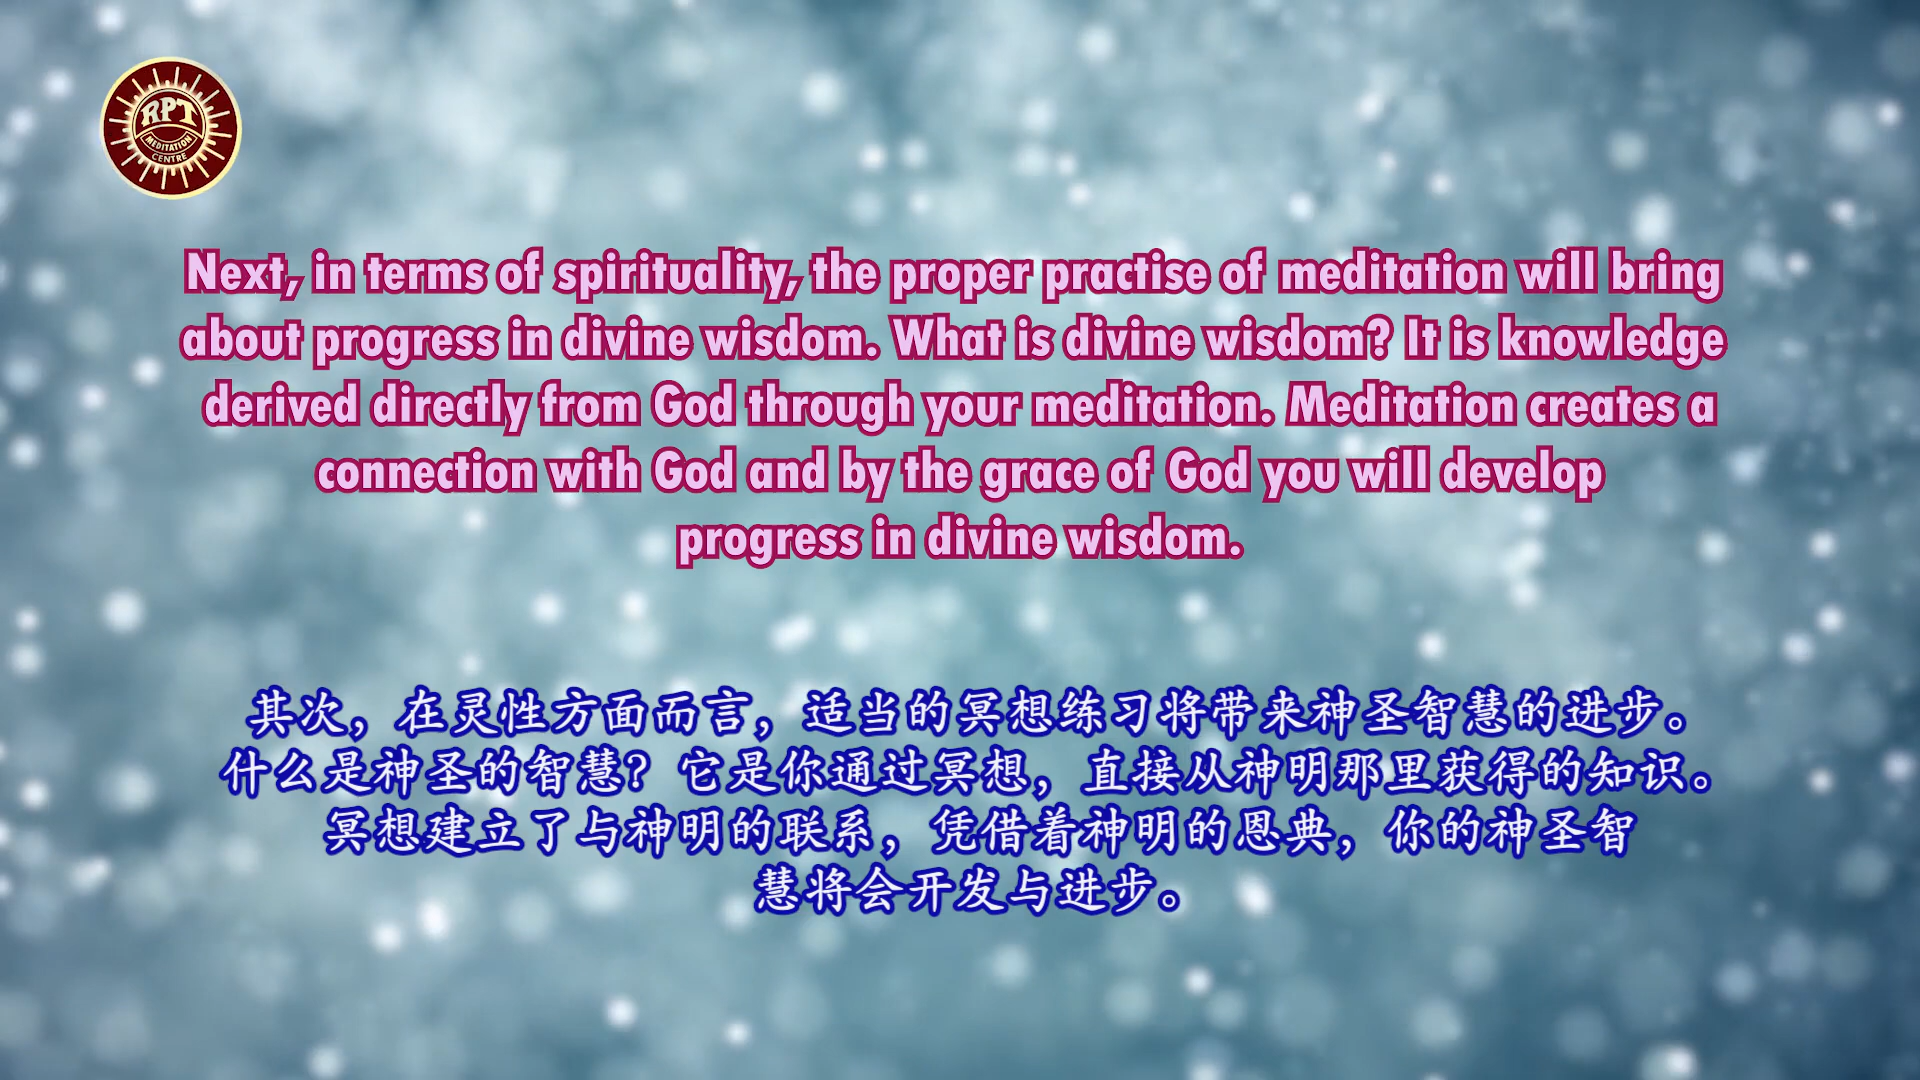 RPT
MEDITATION
CENTRE
Next, in terms of spirituality, the proper practise of meditation will bring
about progress in divine wisdom. What is divine wisdom? It is knowledge
derived directly from God through your meditation. Meditation creates a
connection with God and by the grace of God you will develop
progress in divine wisdom.
其次，在灵性方面而言，适当的冥想练习将带来神圣智慧的进步。
什么是神圣的智慧？它是你通过冥想，直接从神明那里获得的知识。
冥想建立了与神明的联系，凭借着神明的恩典，你的神圣智
慧将会开发与进步。